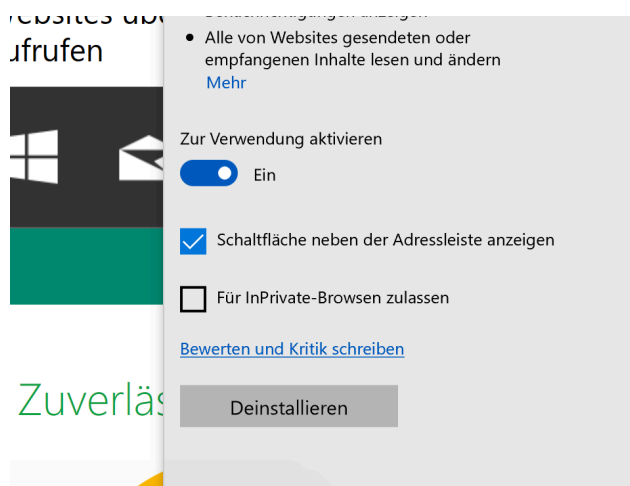 ufrufen
Alle von Websites gesendeten oder
empfangenen Inhalte lesen und ändern
Mehr
Zur Verwendung aktivieren
Ein
Schaltfläche neben der Adressleiste anzeigen
Für InPrivate-Browsen zulassen
Bewerten und Kritik schreiben
Zuverläs
Deinstallieren